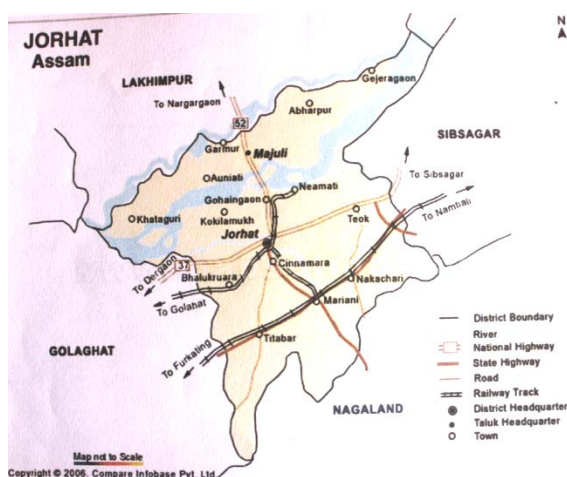 JORHAT
Assam
N
LAKHIMPUR
To Nargargaon
Gejeragaon
Abharpur
52
Garmur
Majuli
SIBSAGAR
Auniati
Neamati
To Sibsagar
Gohaingaon
Khataguri
Kokilamukh
Teok
To Nambali
Jorhat
To Dergaon
37
Cinnamara
Bhalukruara
Nakachari
To Golahat
Mariani
GOLAGHAT
To Furkating
Titabar
NAGALAND
District Boundary
River
National Highway
State Highway
Road
Railway Track
District Headquarter
Taluk Headquarter
Town
Map not to Scale
Copyright © 2006, Compare Infobase Pvt. Ltd